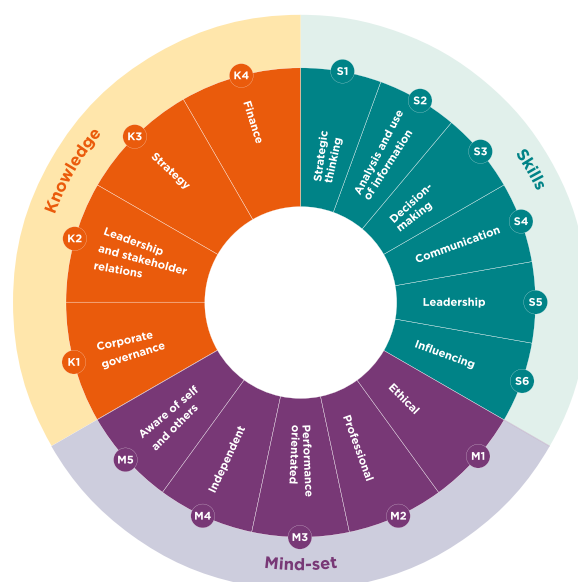 Knowledge
K1
Corporate
governance
K2
Leadership
and stakeholder
relations
K3
Strategy
K4
Finance
Skills
S1
Strategic
thinking
S2
Analysis and use
of information
S3
Decision-
making
S4
Communication
S5
Leadership
S6
Influencing
Mind-set
M1
Ethical
M2
Professional
M3
Performance
orientated
M4
Independent
M5
Aware of self
and others